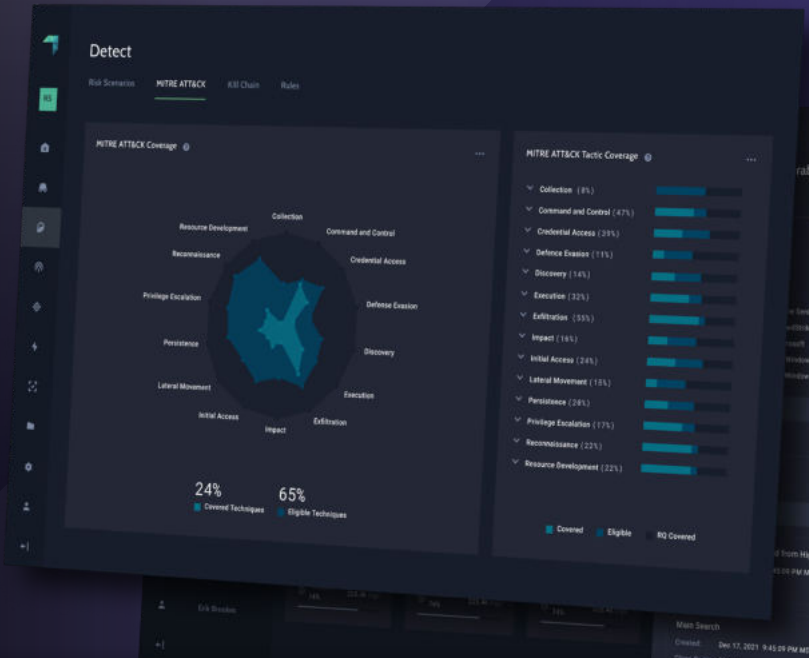 Detect
Risk Scenarios MITRE ATT&CK Kill Chain Rules
RS
MITRE ATT&CK Coverage
Collection
Resource Development
Command and Control
Reconnaissance
Credential Access
Privilege Escalation
Defense Evasion
Persistence
Discovery
Lateral Movement
Execution
Initial Access
Exfiltration
Impact
24%
Covered Techniques
65%
Eligible Techniques
MITRE ATT&CK Tactic Coverage
Collection (8%)
Command and Control (47%)
Credential Access (29%)
Defence Evasion (11%)
Discovery (14%)
Execution (32%)
Exfiltration (55%)
Impact (16%)
Initial Access (24%)
Lateral Movement (15%)
Persistence (28%)
Privilege Escalation (17%)
Reconnaissance (22%)
Resource Development (22%)
Covered Eligible RQ Covered
Main Search
Created: Dec 17, 2021 9:45:09 PM